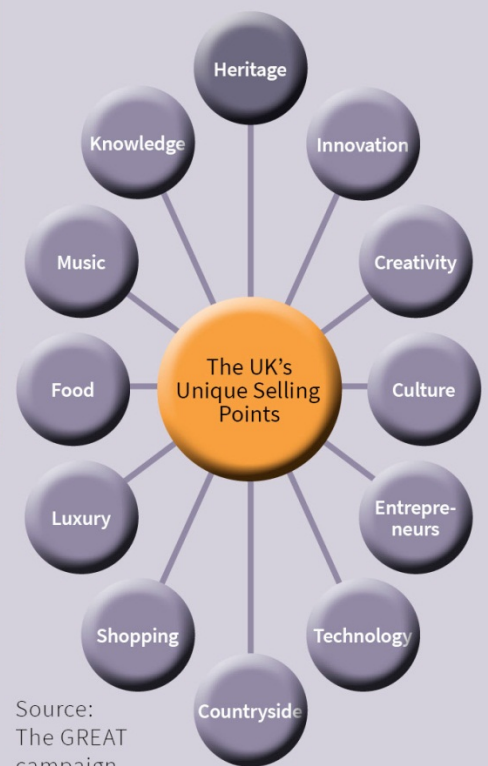 Heritage
Knowledge
Innovation
Music
Creativity
The UK's
Unique Selling
Points
Food
Culture
Luxury
Entrepre-
neurs
Shopping
Technology
Countryside
Source:
The GREAT
campaign